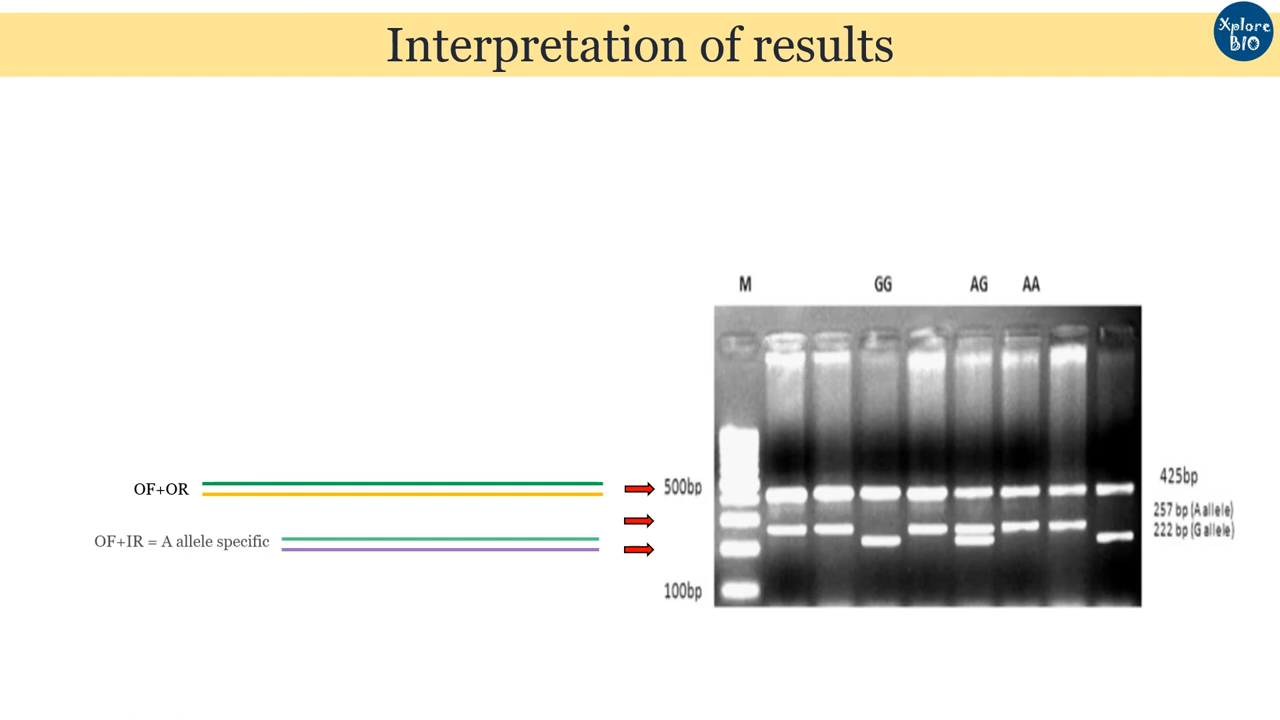 Interpretation of results
Xplore
BIO
M GG AG AA
OF+OR
500bp
425bp
257 bp (A allele)
222 bp (G allele)
OF+IR = A allele specific
100bp